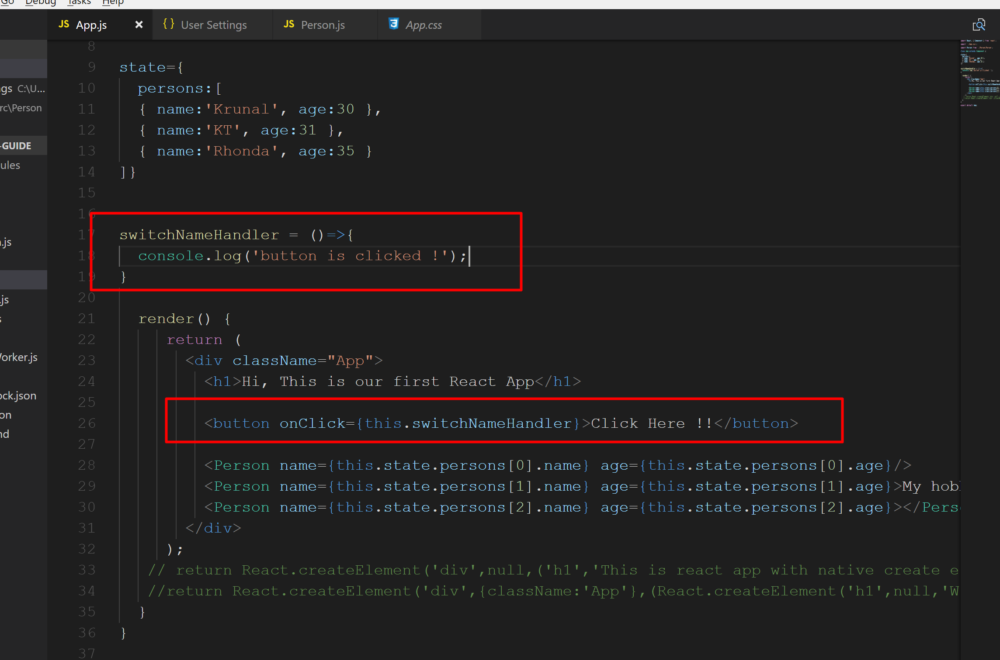 Go Debug Tasks Help
JS App.js × {} User Settings JS Person.js 3 App.css
gs C:\U...
rc\Person
-GUIDE
ules
.js
.js
orker.js
ock.json
on
8
9 state={
10 persons:[
11 { name:'Krunal', age:30 },
12 { name:'KT', age:31 },
13 { name:'Rhonda', age:35 }
14 ]}
15
16
17 switchNameHandler = ()=>{
18 console.log('button is clicked !');
19 }
20
21 render() {
22 return (
23 <div className="App">
24 <h1>Hi, This is our first React App</h1>
25
26 <button onClick={this.switchNameHandler}>Click Here !!</button>
27
28 <Person name={this.state.persons[0].name} age={this.state.persons[0].age}/>
29 <Person name={this.state.persons[1].name} age={this.state.persons[1].age}>My hob
30 <Person name={this.state.persons[2].name} age={this.state.persons[2].age}></Pers
31 </div>
32 );
33 // return React.createElement('div',null,('h1','This is react app with native create e
34 //return React.createElement('div',{className:'App'},(React.createElement('h1',null,'W
35 }
36 }
37